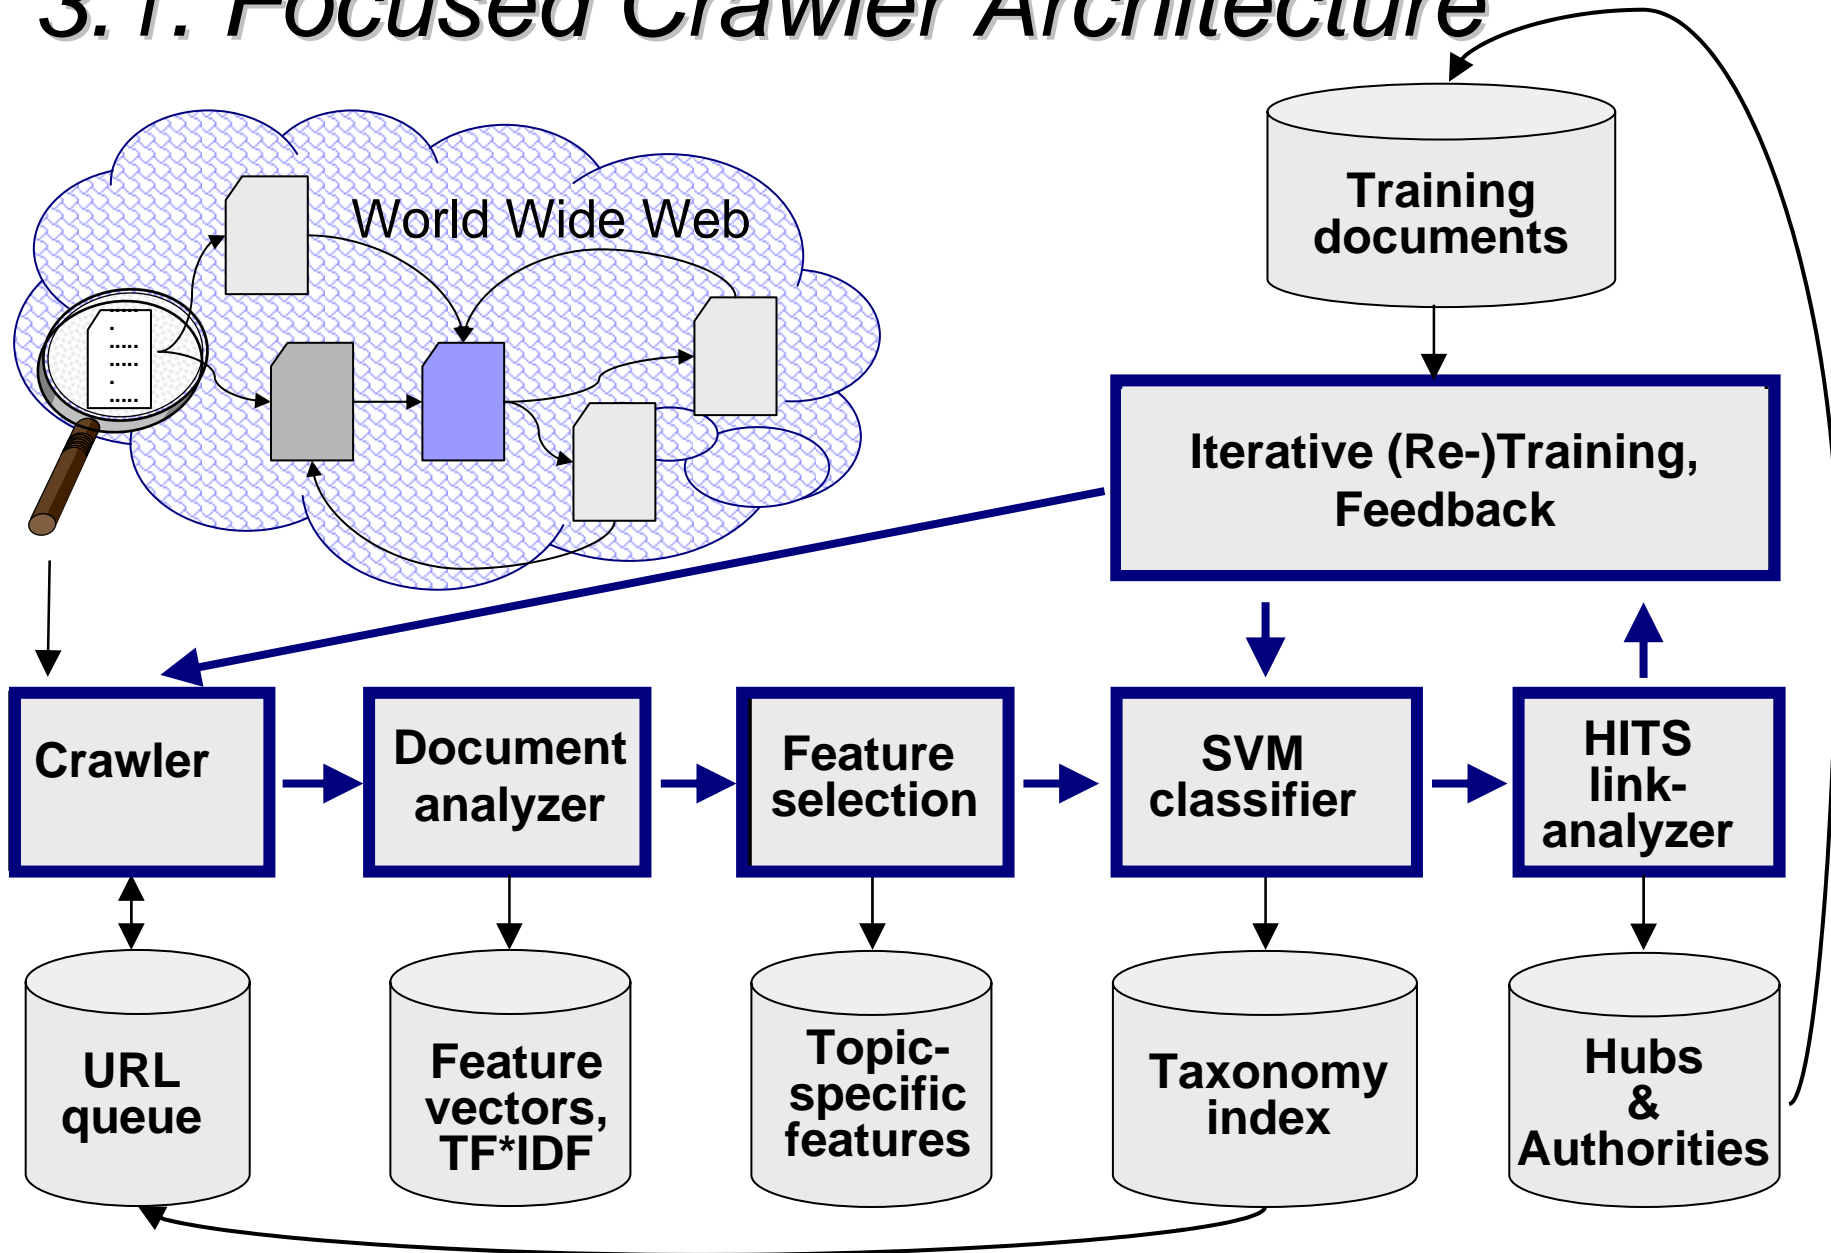 3.1. Focused Crawler Architecture
World Wide Web
Training
documents
Iterative (Re-)Training,
Feedback
Crawler
Document
analyzer
Feature
selection
SVM
classifier
HITS
link-
analyzer
URL
queue
Feature
vectors,
TF*IDF
Topic-
specific
features
Taxonomy
index
Hubs
&
Authorities